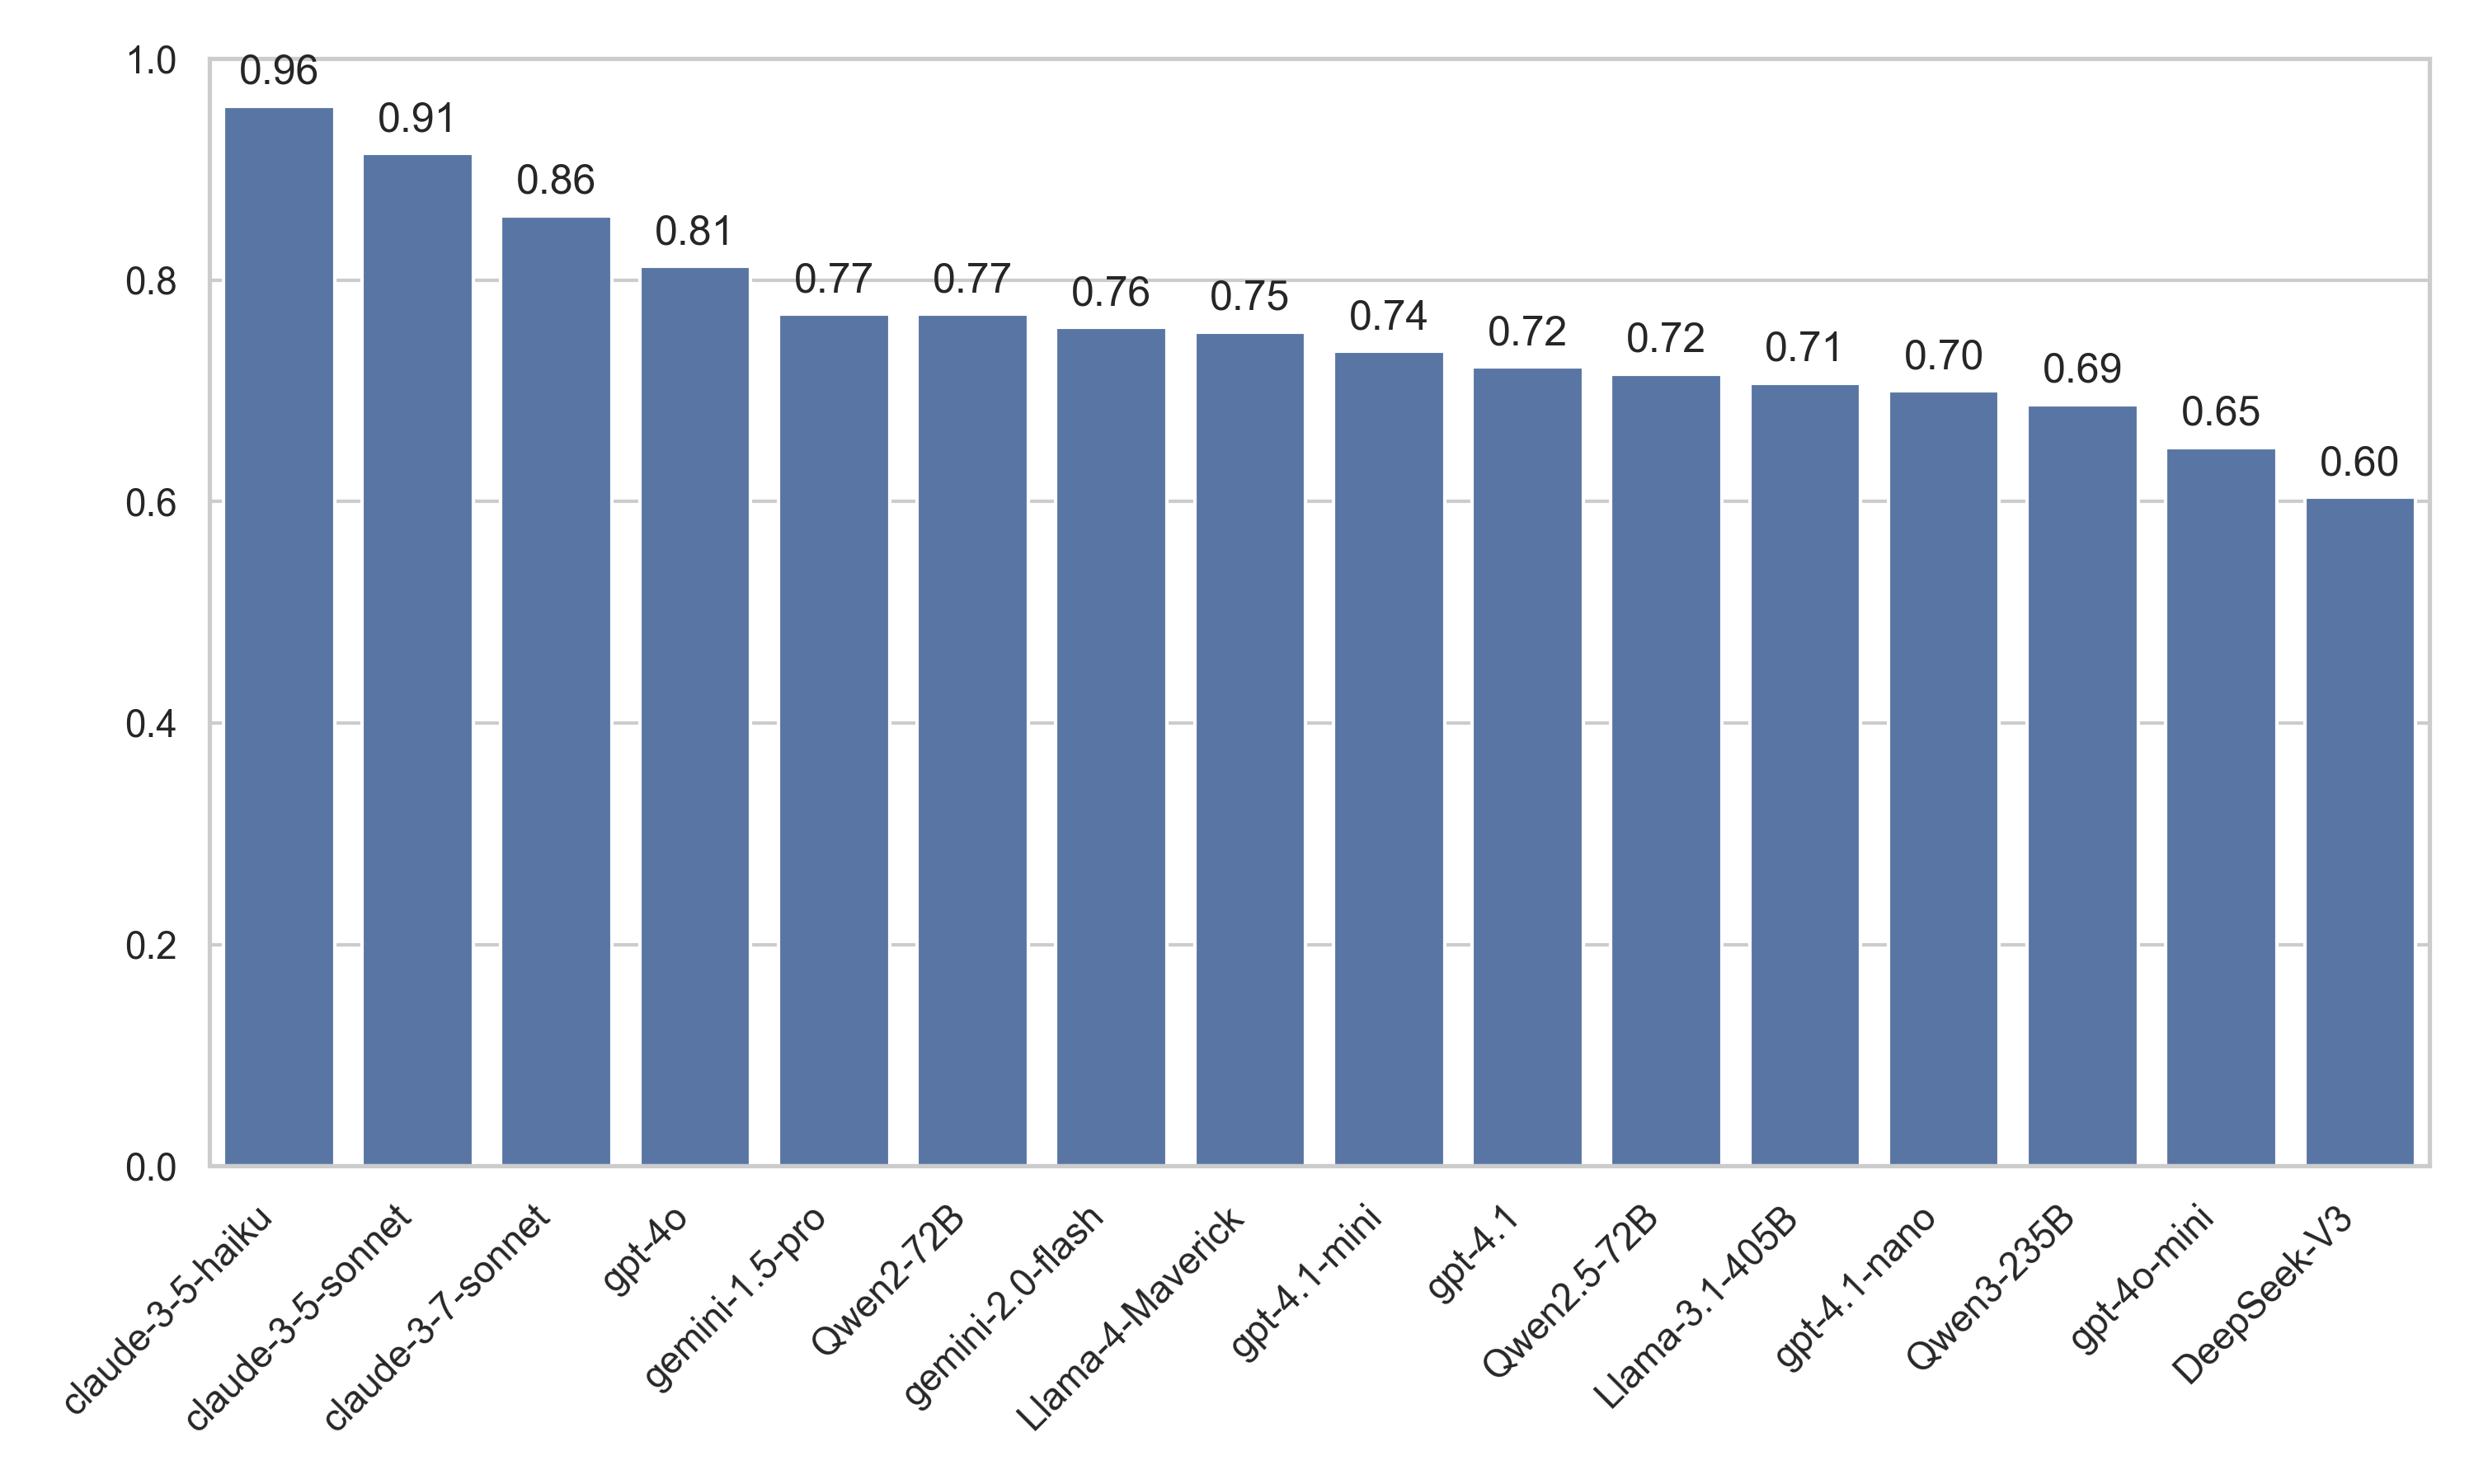 1.0
0.8
0.6
0.4
0.2
0.0
0.96
0.91
0.86
0.81
0.77
0.77
0.76
0.75
0.74
0.72
0.72
0.71
0.70
0.69
0.65
0.60
claude-3-5-haiku
claude-3-5-sonnet
claude-3-7-sonnet
gpt-4o
gemini-1.5-pro
Qwen2-72B
gemini-2.0-flash
Llama-4-Maverick
gpt-4.1-mini
gpt-4.1
Qwen2.5-72B
Llama-3.1-405B
gpt-4.1-nano
Qwen3-235B
gpt-4o-mini
DeepSeek-V3